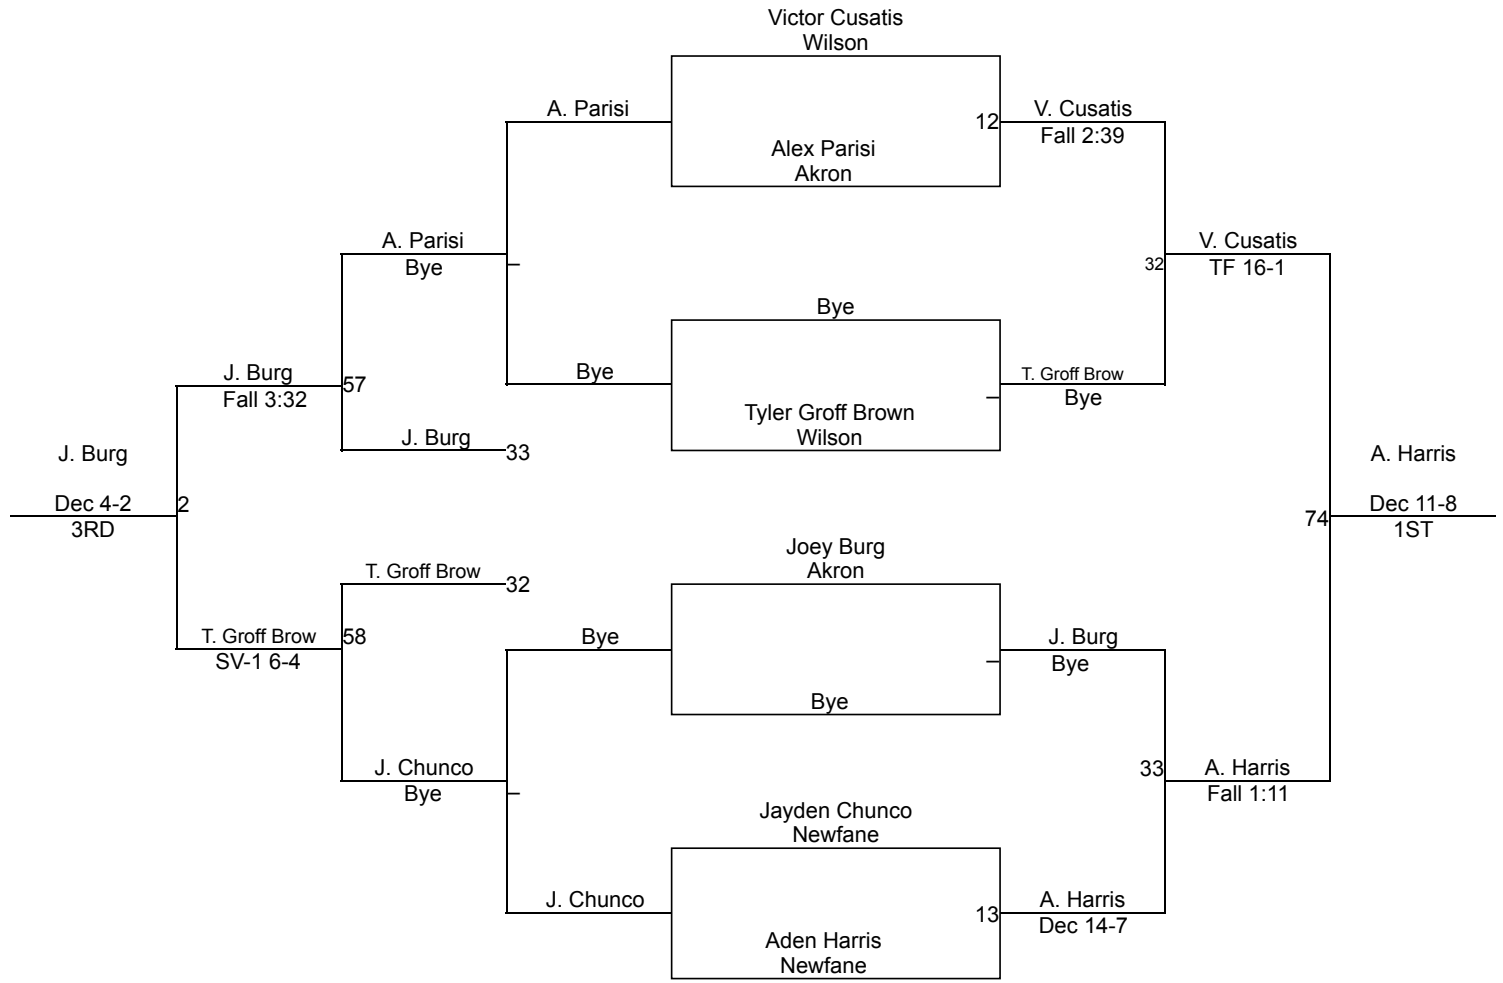 Victor Cusatis
Wilson
A. Parisi
12
V. Cusatis
Fall 2:39
Alex Parisi
Akron
A. Parisi
Bye
32
V. Cusatis
TF 16-1
Bye
Bye
T. Groff Brow
Bye
Tyler Groff Brown
Wilson
J. Burg
Fall 3:32
57
J. Burg
33
J. Burg
Dec 4-2
3RD
2
A. Harris
Dec 11-8
1ST
74
Joey Burg
Akron
T. Groff Brow
32
T. Groff Brow
SV-1 6-4
58
Bye
J. Burg
Bye
Bye
J. Chunco
Bye
33
A. Harris
Fall 1:11
Jayden Chunco
Newfane
J. Chunco
13
A. Harris
Dec 14-7
Aden Harris
Newfane